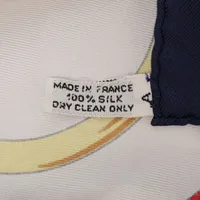 MADE IN FRANCE
100% SILK
DRY CLEAN ONLY
A